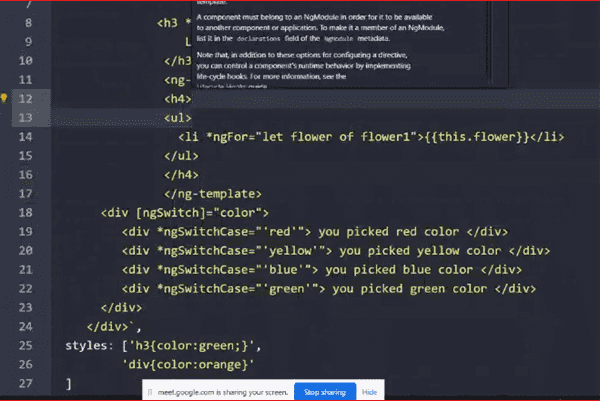 template.
A component must belong to an NgModule in order for it to be available
to another component or application. To make it a member of an NgModule,
list it in the declarations field of the NgModule metadata.
Note that, in addition to these options for configuring a directive,
you can control a component's runtime behavior by implementing
life-cycle hooks. For more information, see the
Lifecycle Hooks guide
7
8 <h3 *
9 L
10 </h3
11 <ng-
12 <h4>
13 <ul>
14 <li *ngFor="let flower of flower1">{{this.flower}}</li>
15 </ul>
16 </h4>
17 </ng-template>
18 <div [ngSwitch]="color">
19 <div *ngSwitchCase="'red'"> you picked red color </div>
20 <div *ngSwitchCase="'yellow'"> you picked yellow color </div>
21 <div *ngSwitchCase="'blue'"> you picked blue color </div>
22 <div *ngSwitchCase="'green'"> you picked green color </div>
23 </div>
24 </div>`,
25 styles: ['h3{color:green;}',
26 'div{color:orange}'
27 ]
meet.google.com is sharing your screen. Stop sharing Hide